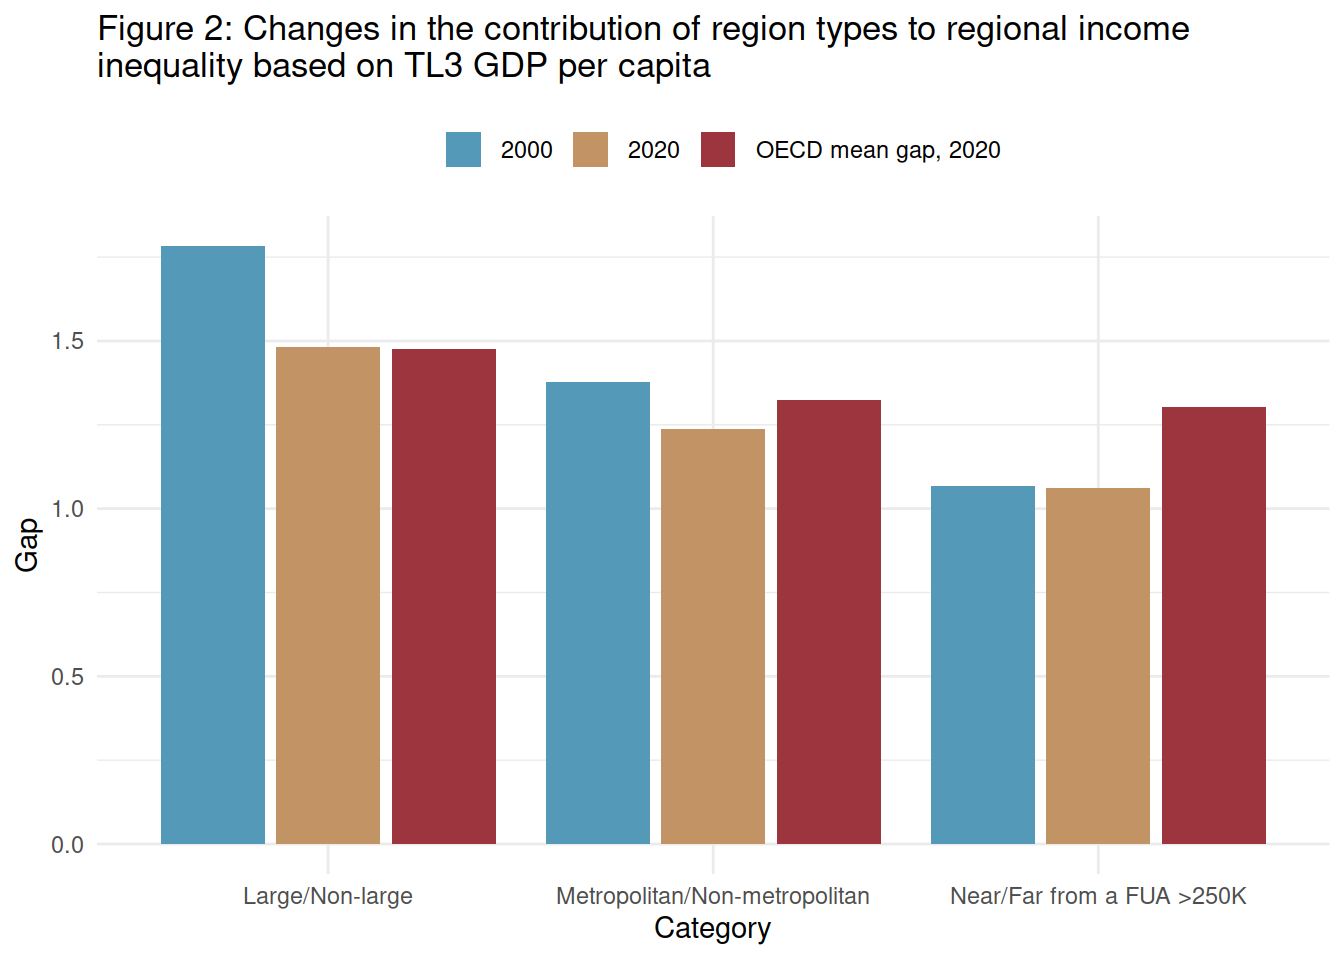 Figure 2: Changes in the contribution of region types to regional income
inequality based on TL3 GDP per capita
2000 2020 OECD mean gap, 2020
Gap
1.5
1.0
0.5
0.0
Large/Non-large Metropolitan/Non-metropolitan Near/Far from a FUA >250K
Category